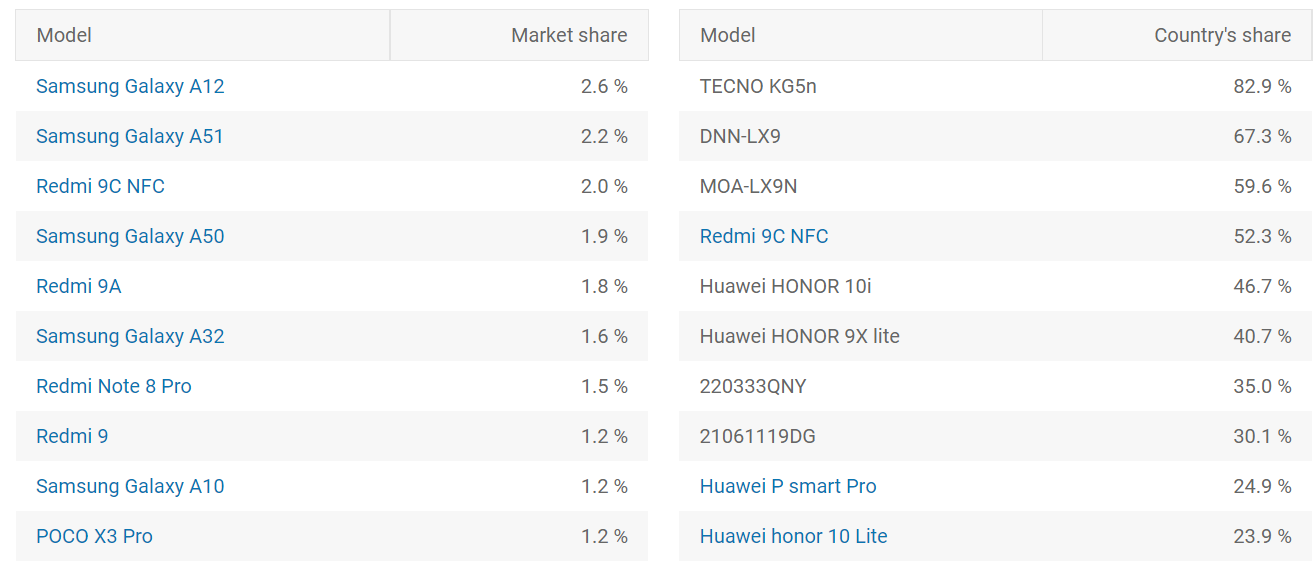 Model Market share
Samsung Galaxy A12 2.6 %
Samsung Galaxy A51 2.2 %
Redmi 9C NFC 2.0 %
Samsung Galaxy A50 1.9 %
Redmi 9A 1.8 %
Samsung Galaxy A32 1.6 %
Redmi Note 8 Pro 1.5 %
Redmi 9 1.2 %
Samsung Galaxy A10 1.2 %
POCO X3 Pro 1.2 %
Model Country's share
TECNO KG5n 82.9 %
DNN-LX9 67.3 %
MOA-LX9N 59.6 %
Redmi 9C NFC 52.3 %
Huawei HONOR 10i 46.7 %
Huawei HONOR 9X lite 40.7 %
220333QNY 35.0 %
21061119DG 30.1 %
Huawei P smart Pro 24.9 %
Huawei honor 10 Lite 23.9 %